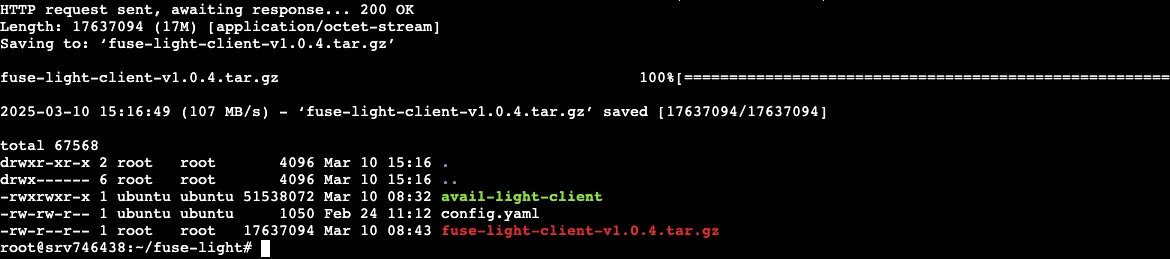 HTTP request sent, awaiting response... 200 OK
Length: 17637094 (17M) [application/octet-stream]
Saving to: ‘fuse-light-client-v1.0.4.tar.gz’
fuse-light-client-v1.0.4.tar.gz 100%[======================================================
2025-03-10 15:16:49 (107 MB/s) - ‘fuse-light-client-v1.0.4.tar.gz’ saved [17637094/17637094]
total 67568
drwxr-xr-x 2 root root 4096 Mar 10 15:16 .
drwx------ 6 root root 4096 Mar 10 15:16 ..
-rwxrwxr-x 1 ubuntu ubuntu 51538072 Mar 10 08:32 avail-light-client
-rw-rw-r-- 1 ubuntu ubuntu 1050 Feb 24 11:12 config.yaml
-rw-r--r-- 1 root root 17637094 Mar 10 08:43 fuse-light-client-v1.0.4.tar.gz
root@srv746438:~/fuse-light#